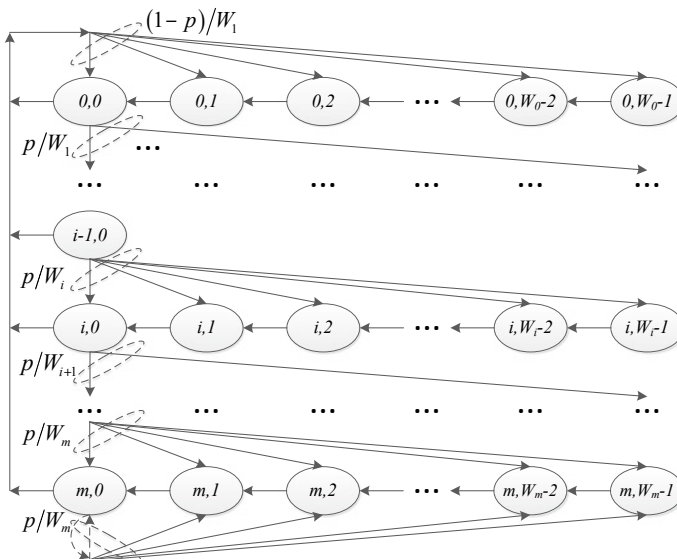 (1-p)/W₁
0,0 0,1 0,2 ••• 0,W₀-2 0,W₀-1
p/W₁ •••
••• ••• ••• ••• ••• •••
i-1,0
p/Wᵢ
i,0 i,1 i,2 ••• i,Wᵢ-2 i,Wᵢ-1
p/Wᵢ₊₁
••• ••• ••• ••• ••• •••
p/Wₘ
m,0 m,1 m,2 ••• m,Wₘ-2 m,Wₘ-1
p/Wₘ